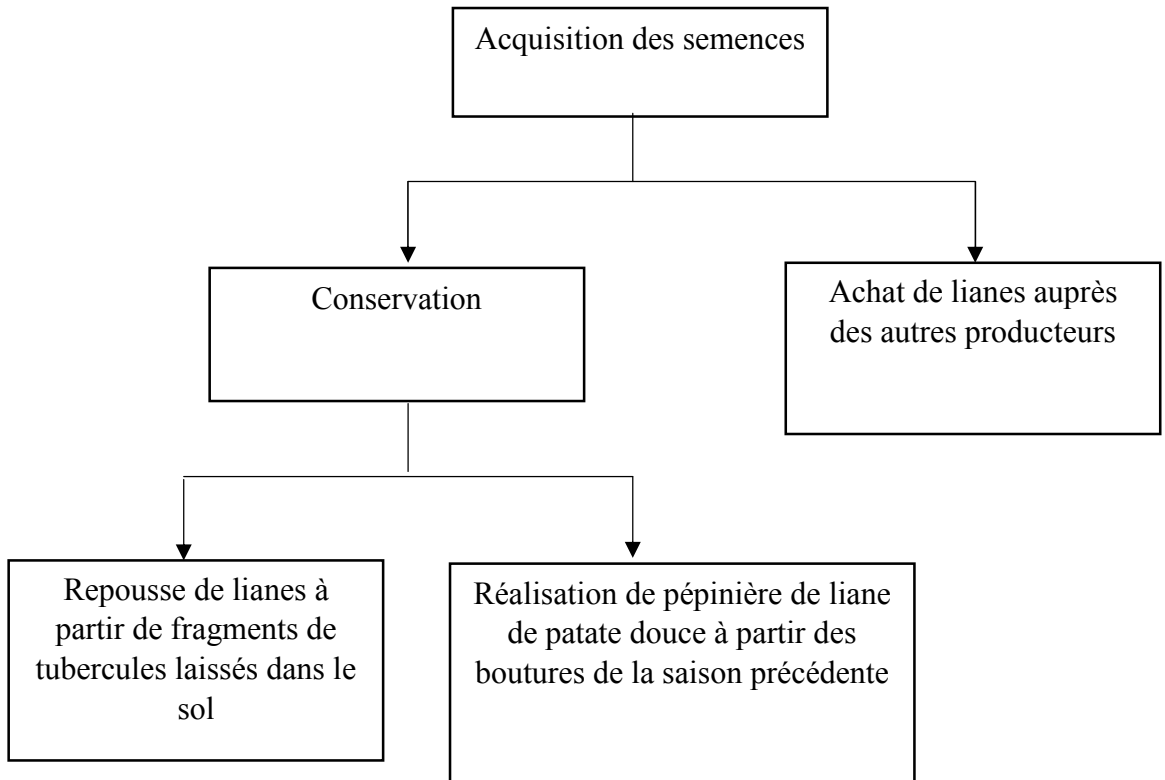 Acquisition des semences
Conservation
Achat de lianes auprès
des autres producteurs
Repousse de lianes à
partir de fragments de
tubercules laissés dans le
sol
Réalisation de pépinière de liane
de patate douce à partir des
boutures de la saison précédente